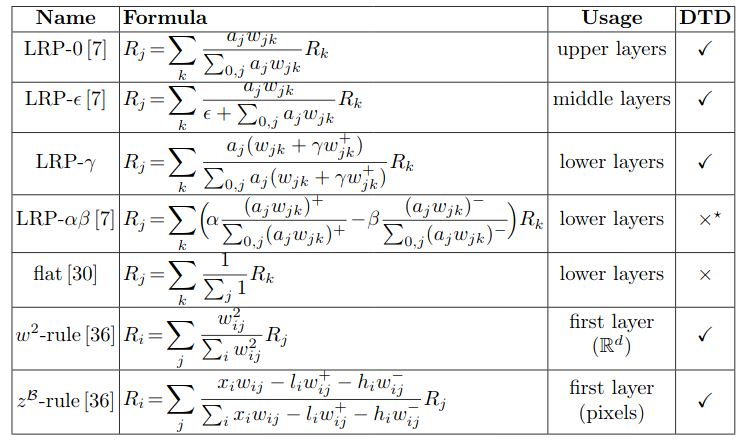 Name Formula Usage DTD
LRP-0 [7] $R_j = \sum_k \frac{a_j w_{jk}}{\sum_{0,j} a_j w_{jk}} R_k$ upper layers ✓
LRP-ϵ [7] $R_j = \sum_k \frac{a_j w_{jk}}{\epsilon + \sum_{0,j} a_j w_{jk}} R_k$ middle layers ✓
LRP-γ $R_j = \sum_k \frac{a_j (w_{jk} + \gamma w_{jk}^+)}{\sum_{0,j} a_j (w_{jk} + \gamma w_{jk}^+)} R_k$ lower layers ✓
LRP-αβ [7] $R_j = \sum_k \left( \alpha \frac{(a_j w_{jk})^+}{\sum_{0,j} (a_j w_{jk})^+} - \beta \frac{(a_j w_{jk})^-}{\sum_{0,j} (a_j w_{jk})^-} \right) R_k$ lower layers ×⋆
flat [30] $R_j = \sum_k \frac{1}{\sum_j 1} R_k$ lower layers ×
$w^2$-rule [36] $R_i = \sum_j \frac{w_{ij}^2}{\sum_i w_{ij}^2} R_j$ first layer ($\mathbb{R}^d$) ✓
$z^{\mathcal{B}}$-rule [36] $R_i = \sum_j \frac{x_i w_{ij} - l_i w_{ij}^+ - h_i w_{ij}^-}{\sum_i x_i w_{ij} - l_i w_{ij}^+ - h_i w_{ij}^-} R_j$ first layer (pixels) ✓